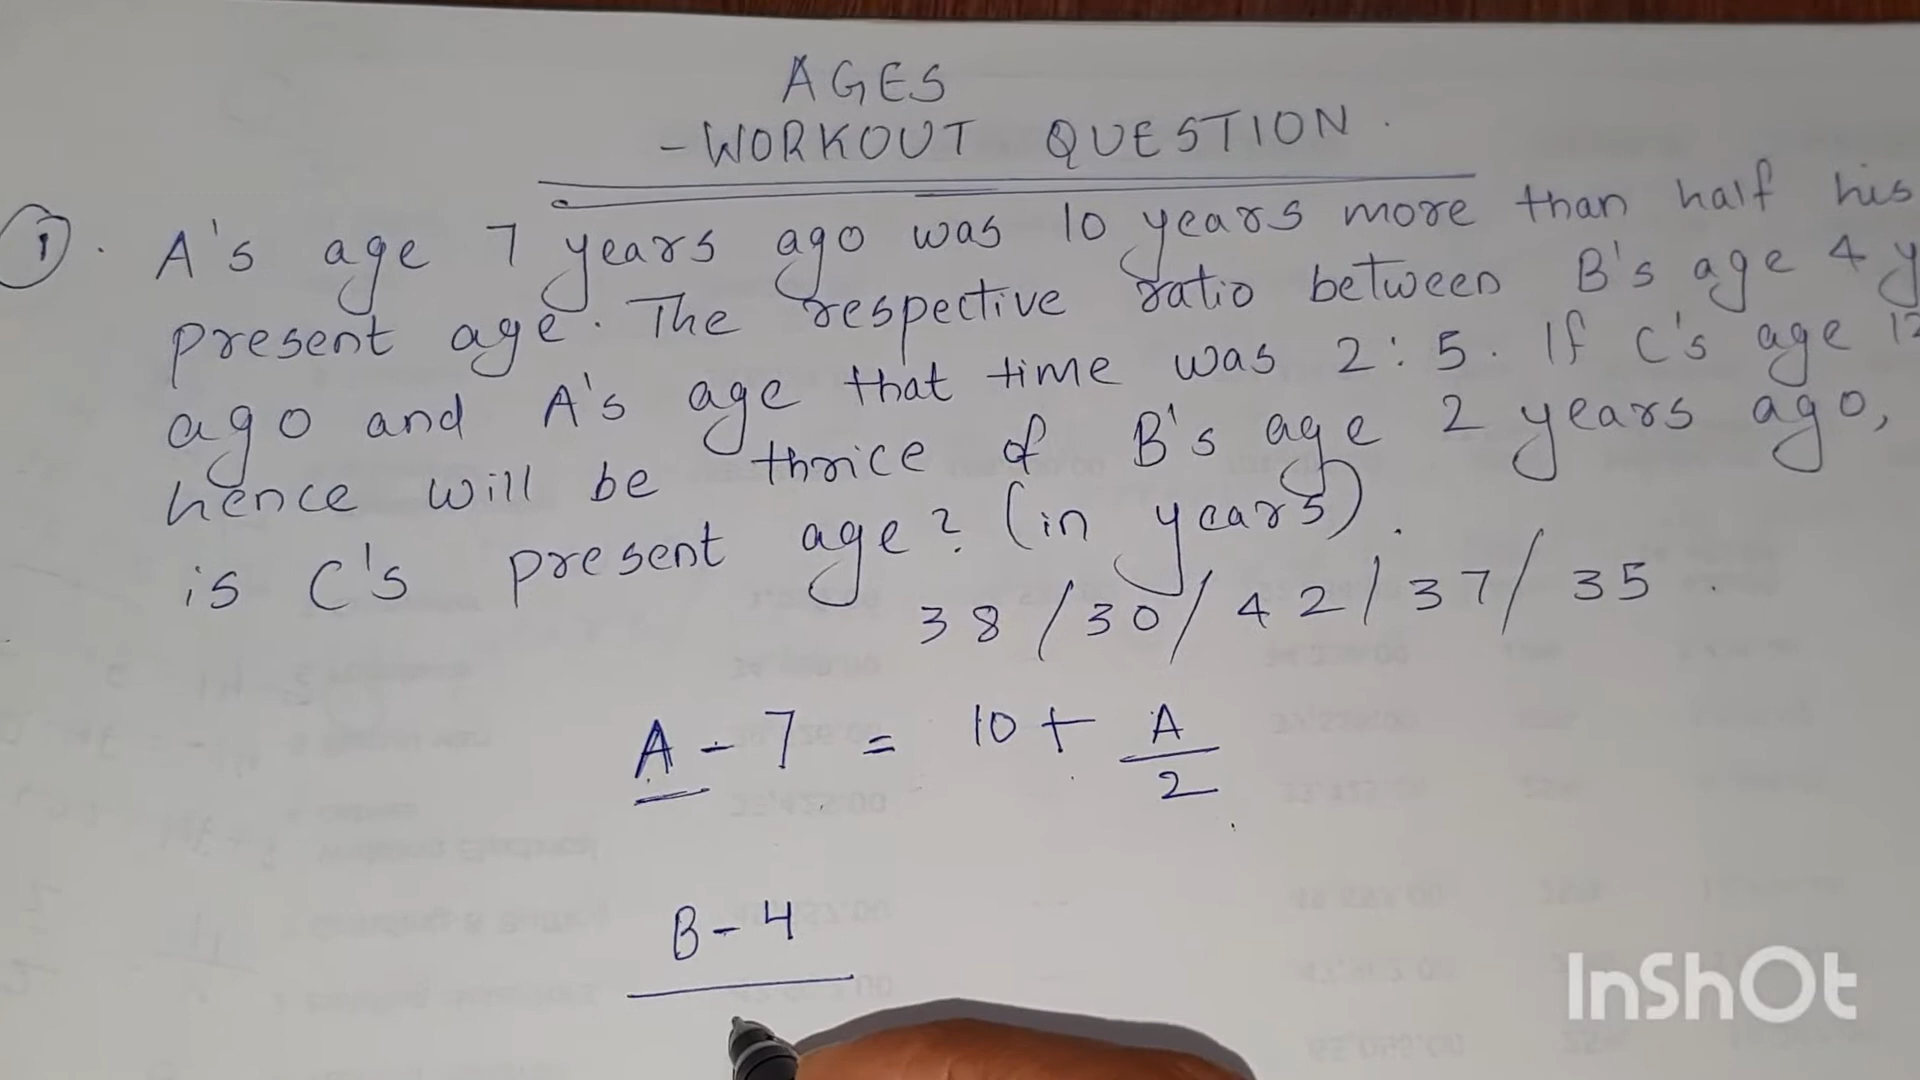 AGES
- WORKOUT QUESTION.
1. A's age 7 years ago was 10 years more than half his
present age. The respective ratio between B's age 4 y
ago and A's age that time was 2:5. If C's age 12
hence will be thrice of B's age 2 years ago,
is C's present age? (in years).
38/30/42/37/35.
A - 7 = 10 + A/2
B - 4
InShOt